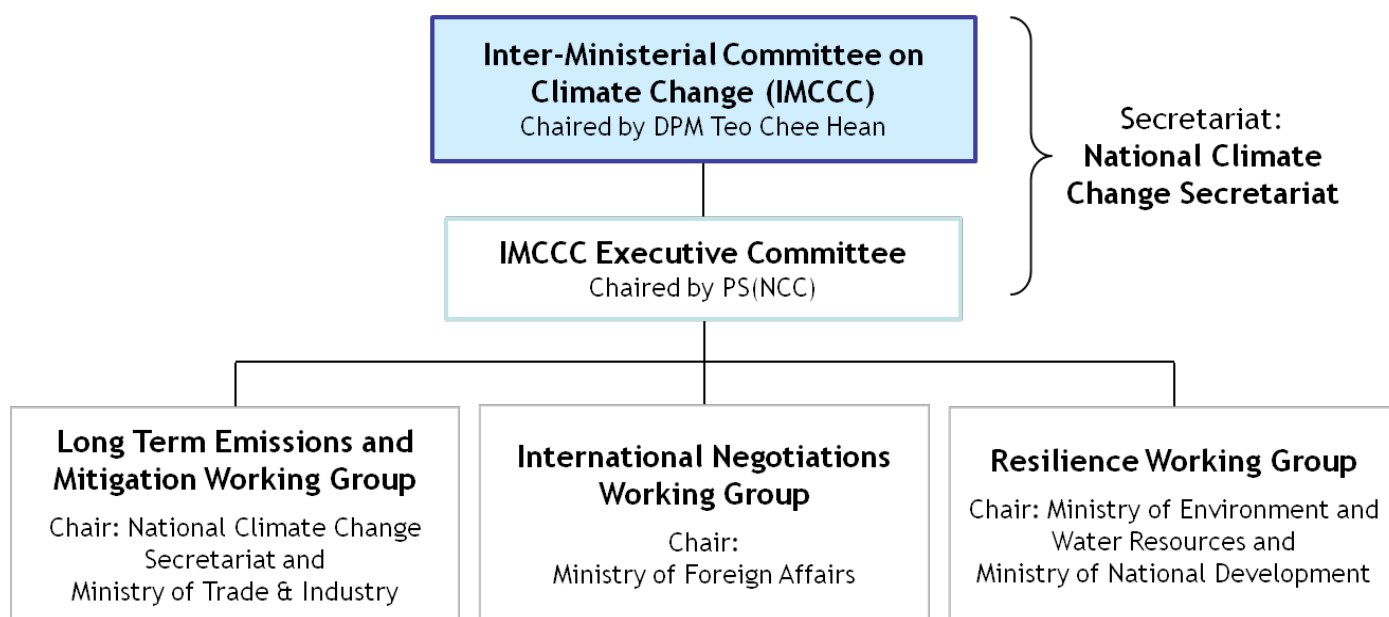 Inter-Ministerial Committee on
Climate Change (IMCCC)
Chaired by DPM Teo Chee Hean
Secretariat:
National Climate
Change Secretariat
IMCCC Executive Committee
Chaired by PS(NCC)
Long Term Emissions and
Mitigation Working Group
Chair: National Climate Change
Secretariat and
Ministry of Trade & Industry
International Negotiations
Working Group
Chair:
Ministry of Foreign Affairs
Resilience Working Group
Chair: Ministry of Environment and
Water Resources and
Ministry of National Development